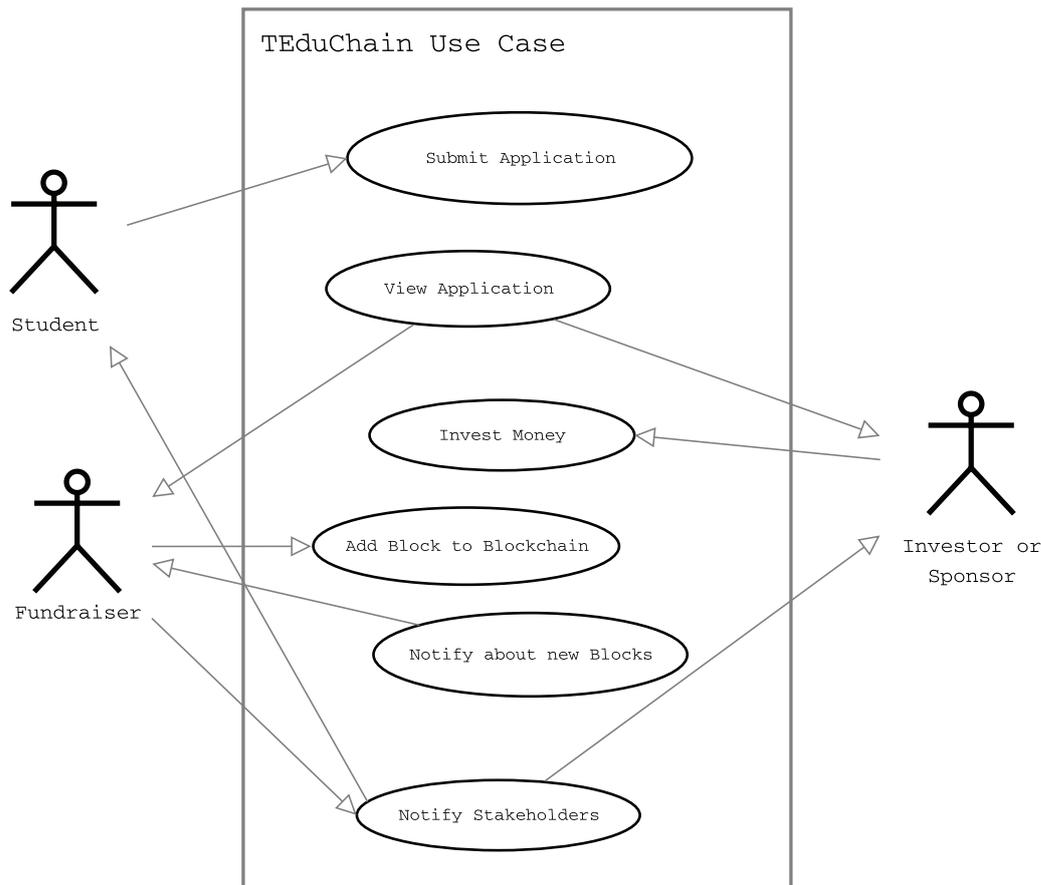 TEduChain Use Case
Submit Application
View Application
Student
Invest Money
Add Block to Blockchain
Investor or
Sponsor
Fundraiser
Notify about new Blocks
Notify Stakeholders